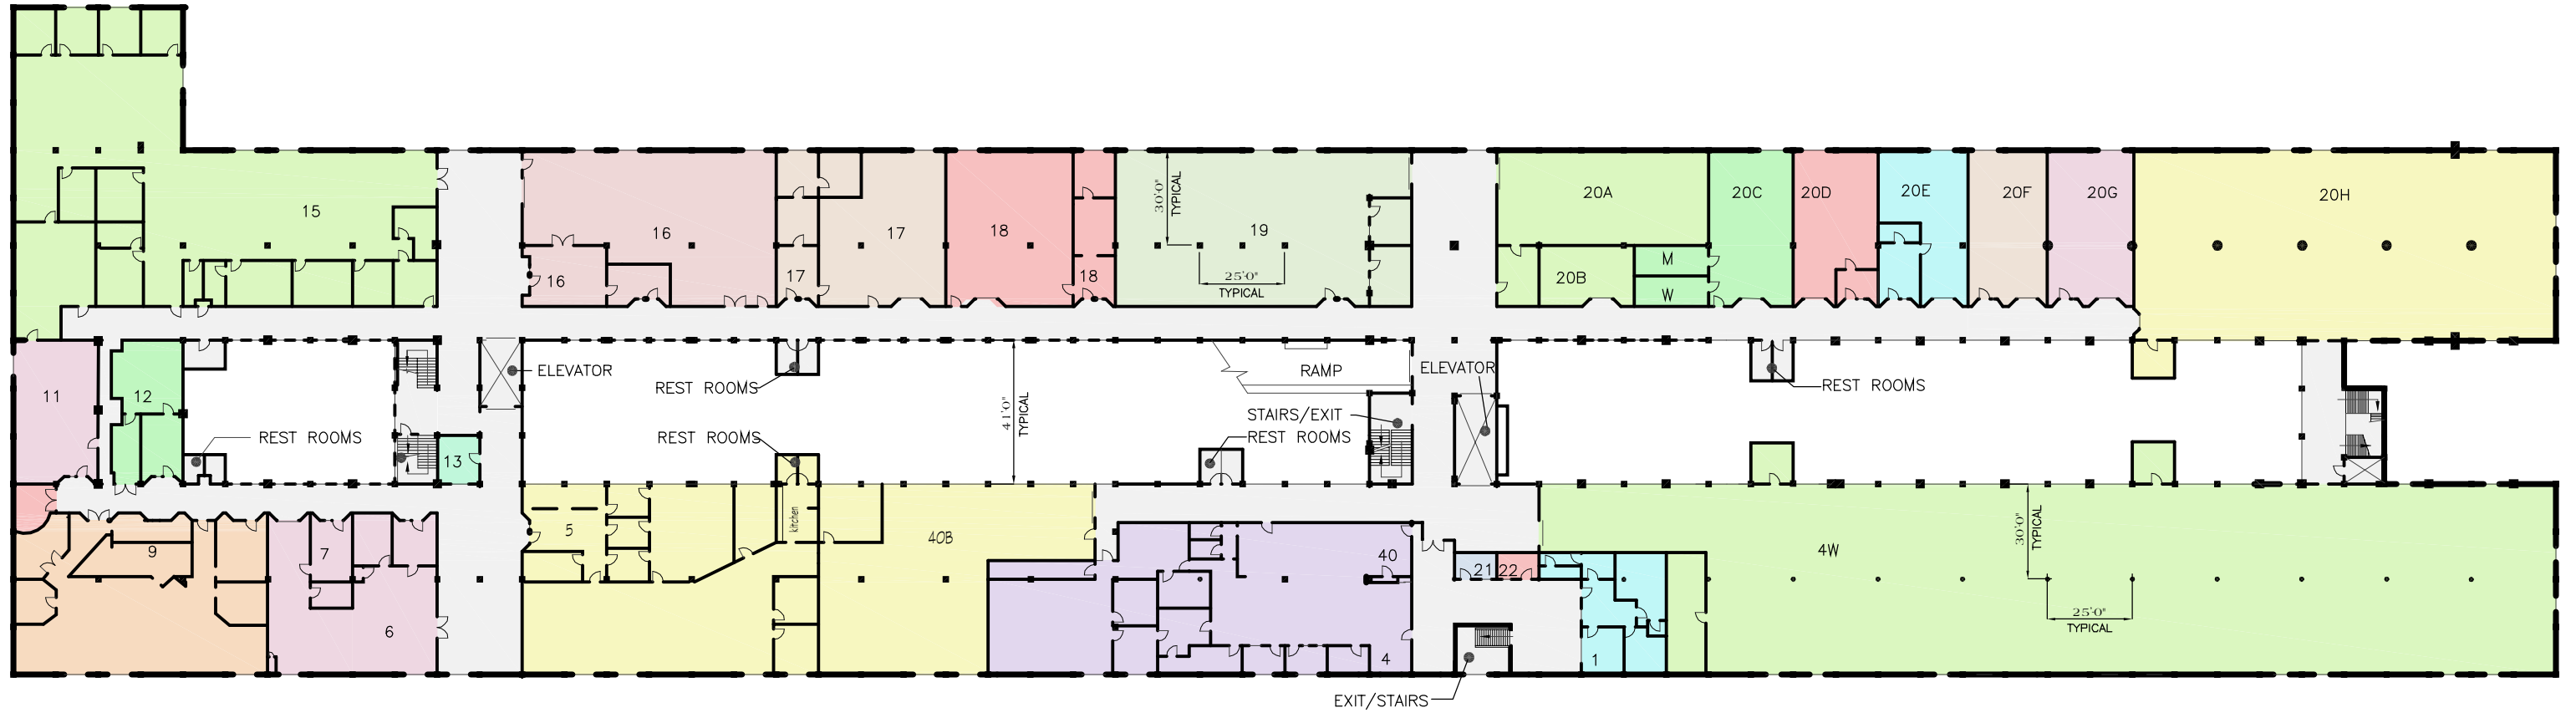 15
16
16
17
17
18
18
30'-0"
TYPICAL
19
25'-0"
TYPICAL
20A
20B
M
W
20C
20D
20E
20F
20G
20H
11
12
ELEVATOR
REST ROOMS
RAMP
ELEVATOR
REST ROOMS
41'-0"
TYPICAL
STAIRS/EXIT
REST ROOMS
REST ROOMS
REST ROOMS
13
9
7
6
5
kitchen
40B
40
4
21
22
1
4W
30'-0"
TYPICAL
25'-0"
TYPICAL
EXIT/STAIRS